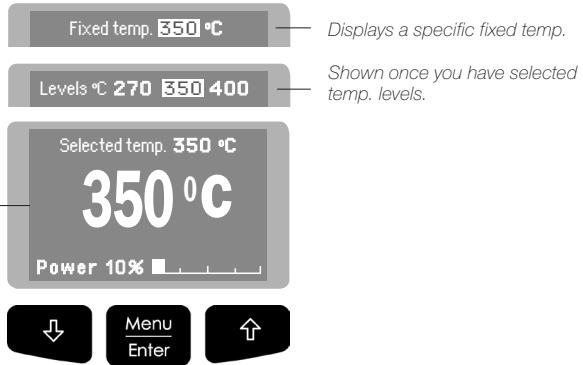 Fixed temp. 350 °C
Displays a specific fixed temp.
Levels °C 270 350 400
Shown once you have selected
temp. levels.
Selected temp. 350 °C
350 °C
Power 10%
Menu
Enter